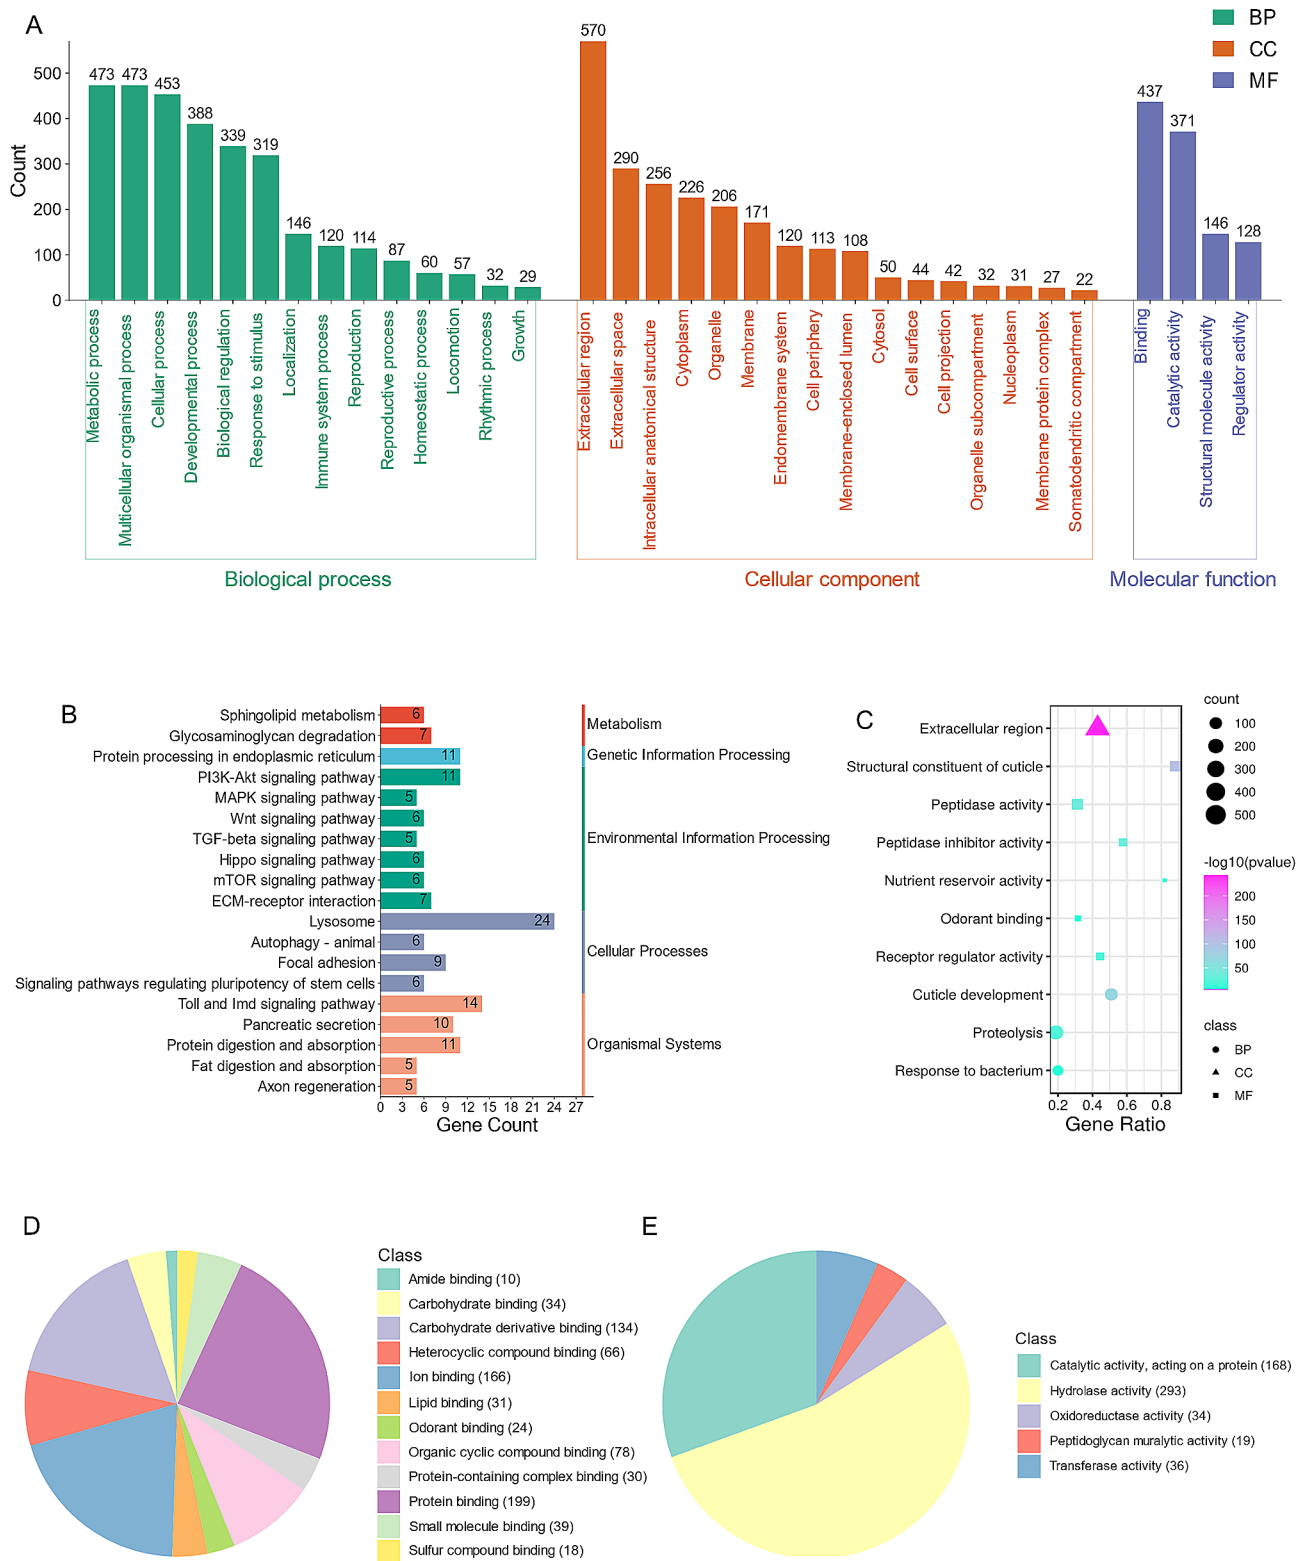 A
BP
CC
MF
Count
500
400
300
200
100
0
473
473
453
388
339
319
146
120
114
87
60
57
32
29
570
290
256
226
206
171
120
113
108
50
44
42
32
31
27
22
437
371
146
128
Metabolic process
Multicellular organismal process
Cellular process
Developmental process
Biological regulation
Response to stimulus
Localization
Immune system process
Reproduction
Reproductive process
Homeostatic process
Locomotion
Rhythmic process
Growth
Extracellular region
Extracellular space
Intracellular anatomical structure
Cytoplasm
Organelle
Membrane
Endomembrane system
Cell periphery
Membrane-enclosed lumen
Cytosol
Cell surface
Cell projection
Organelle subcompartment
Nucleoplasm
Membrane protein complex
Somatodendritic compartment
Binding
Catalytic activity
Structural molecule activity
Regulator activity
Biological process
Cellular component
Molecular function
B
Sphingolipid metabolism 6
Glycosaminoglycan degradation 7
Protein processing in endoplasmic reticulum 11
PI3K-Akt signaling pathway 11
MAPK signaling pathway 5
Wnt signaling pathway 6
TGF-beta signaling pathway 5
Hippo signaling pathway 6
mTOR signaling pathway 6
ECM-receptor interaction 7
Lysosome 24
Autophagy - animal 6
Focal adhesion 9
Signaling pathways regulating pluripotency of stem cells 6
Toll and Imd signaling pathway 14
Pancreatic secretion 10
Protein digestion and absorption 11
Fat digestion and absorption 5
Axon regeneration 5
0 3 6 9 12 15 18 21 24 27
Gene Count
Metabolism
Genetic Information Processing
Environmental Information Processing
Cellular Processes
Organismal Systems
C
Extracellular region
Structural constituent of cuticle
Peptidase activity
Peptidase inhibitor activity
Nutrient reservoir activity
Odorant binding
Receptor regulator activity
Cuticle development
Proteolysis
Response to bacterium
0.2 0.4 0.6 0.8
Gene Ratio
count
100
200
300
400
500
-log10(pvalue)
200
150
100
50
class
BP
CC
MF
D
Class
Amide binding (10)
Carbohydrate binding (34)
Carbohydrate derivative binding (134)
Heterocyclic compound binding (66)
Ion binding (166)
Lipid binding (31)
Odorant binding (24)
Organic cyclic compound binding (78)
Protein-containing complex binding (30)
Protein binding (199)
Small molecule binding (39)
Sulfur compound binding (18)
E
Class
Catalytic activity, acting on a protein (168)
Hydrolase activity (293)
Oxidoreductase activity (34)
Peptidoglycan muralytic activity (19)
Transferase activity (36)